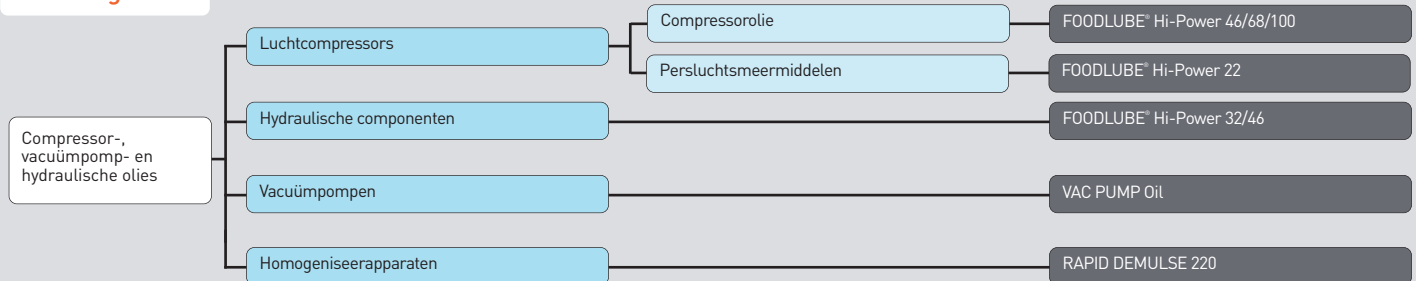 Compressorolie
FOODLUBE® Hi-Power 46/68/100
Luchtcompressors
Persluchtsmeermiddelen
FOODLUBE® Hi-Power 22
Hydraulische componenten
FOODLUBE® Hi-Power 32/46
Compressor-,
vacuümpomp- en
hydraulische olies
Vacuümpompen
VAC PUMP Oil
Homogeniseerapparaten
RAPID DEMULSE 220